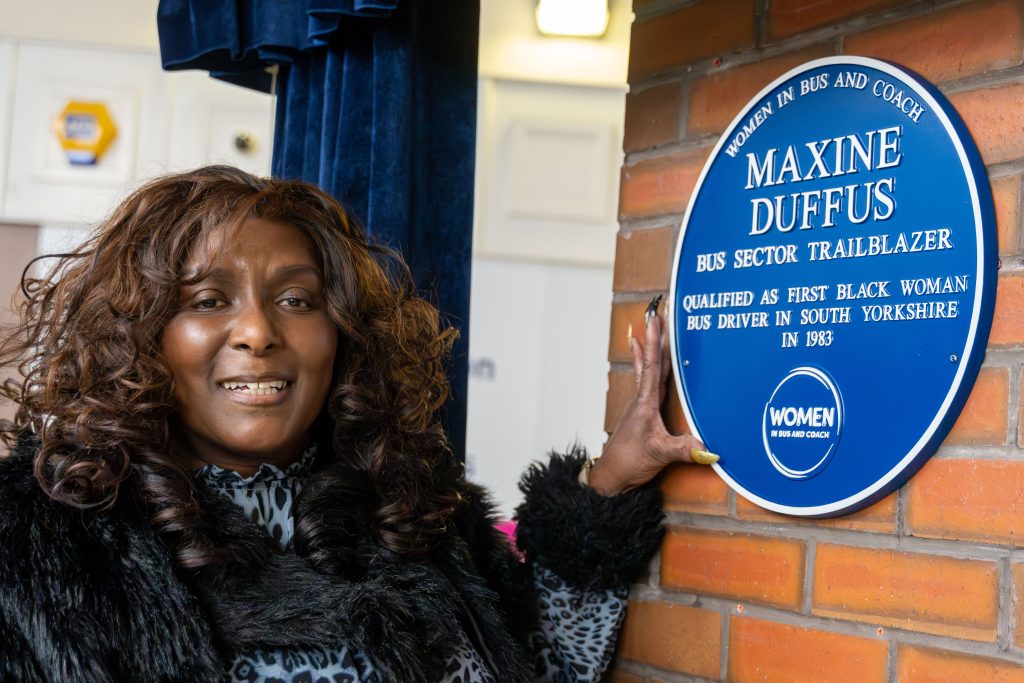 WOMEN IN BUS AND COACH
MAXINE
DUFFUS
BUS SECTOR TRAILBLAZER
QUALIFIED AS FIRST BLACK WOMAN
BUS DRIVER IN SOUTH YORKSHIRE
IN 1983
WOMEN
IN BUS AND COACH